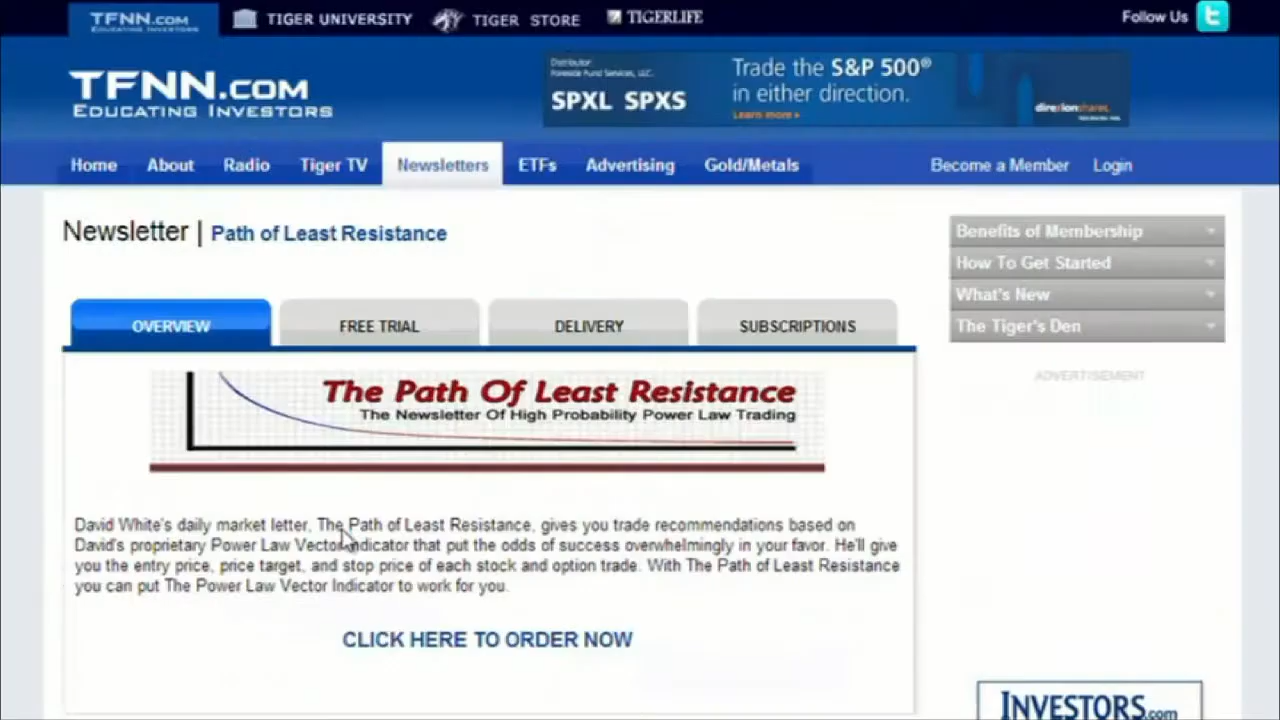 TFNN.COM
EDUCATING INVESTORS
TIGER UNIVERSITY
TIGER STORE
TIGERLIFE
Follow Us
TFNN.COM
EDUCATING INVESTORS
Distributor:
Foreside Fund Services, LLC.
SPXL SPXS
Trade the S&P 500®
in either direction.
Learn more
direxionshares
Home About Radio Tiger TV Newsletters ETFs Advertising Gold/Metals Become a Member Login
Newsletter | Path of Least Resistance
Benefits of Membership
How To Get Started
What's New
The Tiger's Den
ADVERTISEMENT
OVERVIEW FREE TRIAL DELIVERY SUBSCRIPTIONS
The Path Of Least Resistance
The Newsletter Of High Probability Power Law Trading
David White's daily market letter, The Path of Least Resistance, gives you trade recommendations based on
David's proprietary Power Law Vector Indicator that put the odds of success overwhelmingly in your favor. He'll give
you the entry price, price target, and stop price of each stock and option trade. With The Path of Least Resistance
you can put The Power Law Vector Indicator to work for you.
CLICK HERE TO ORDER NOW
INVESTORS.com